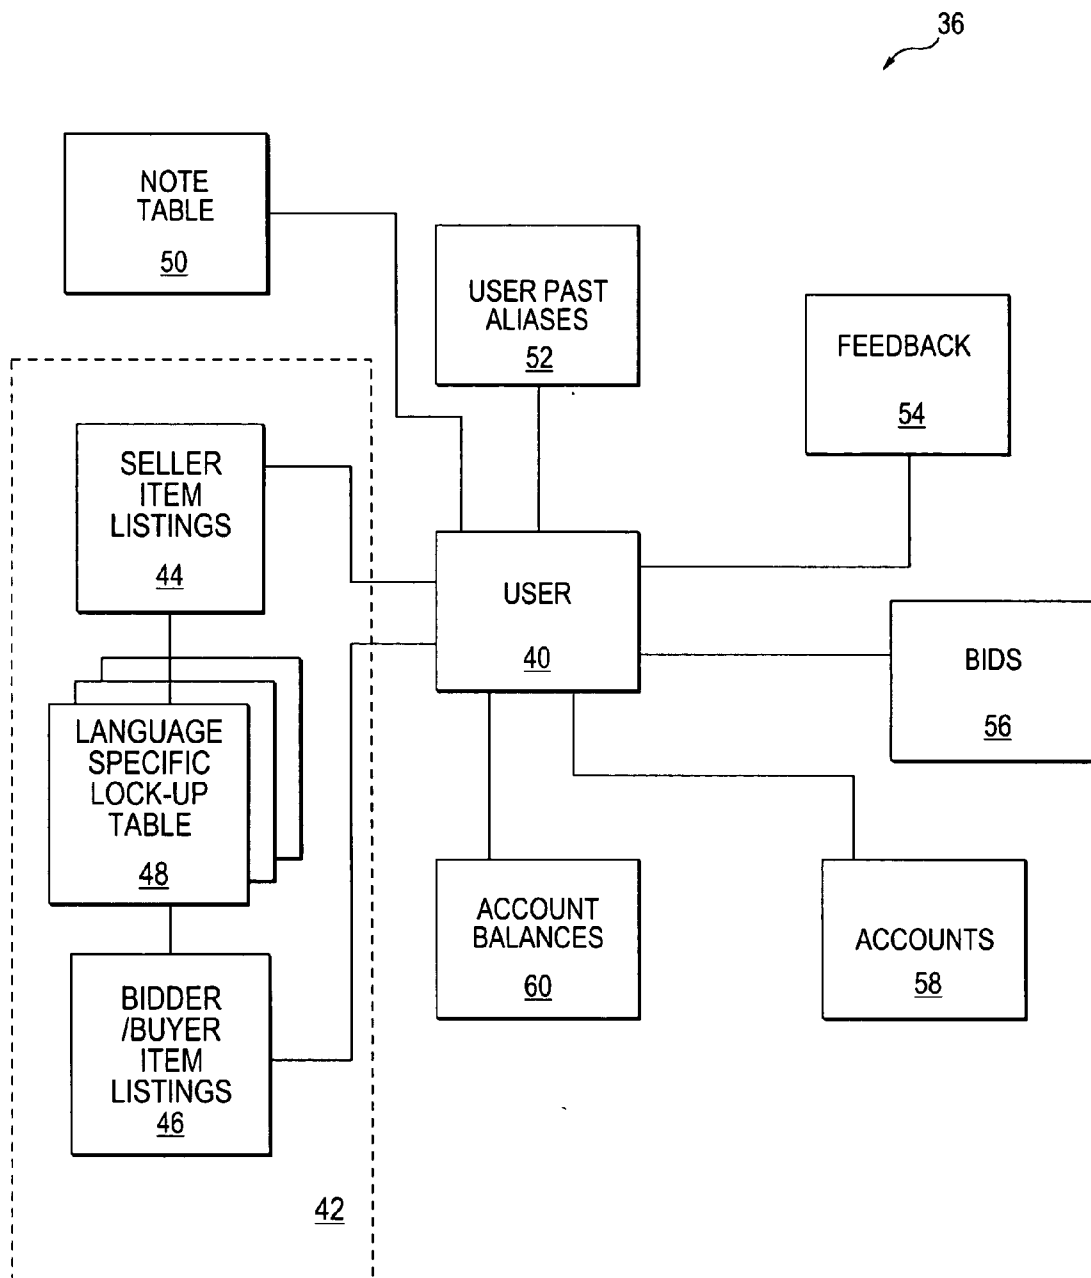 36
NOTE
TABLE
50
USER PAST
ALIASES
52
FEEDBACK
54
SELLER
ITEM
LISTINGS
44
USER
40
BIDS
56
LANGUAGE
SPECIFIC
LOCK-UP
TABLE
48
ACCOUNT
BALANCES
60
ACCOUNTS
58
BIDDER
/BUYER
ITEM
LISTINGS
46
42